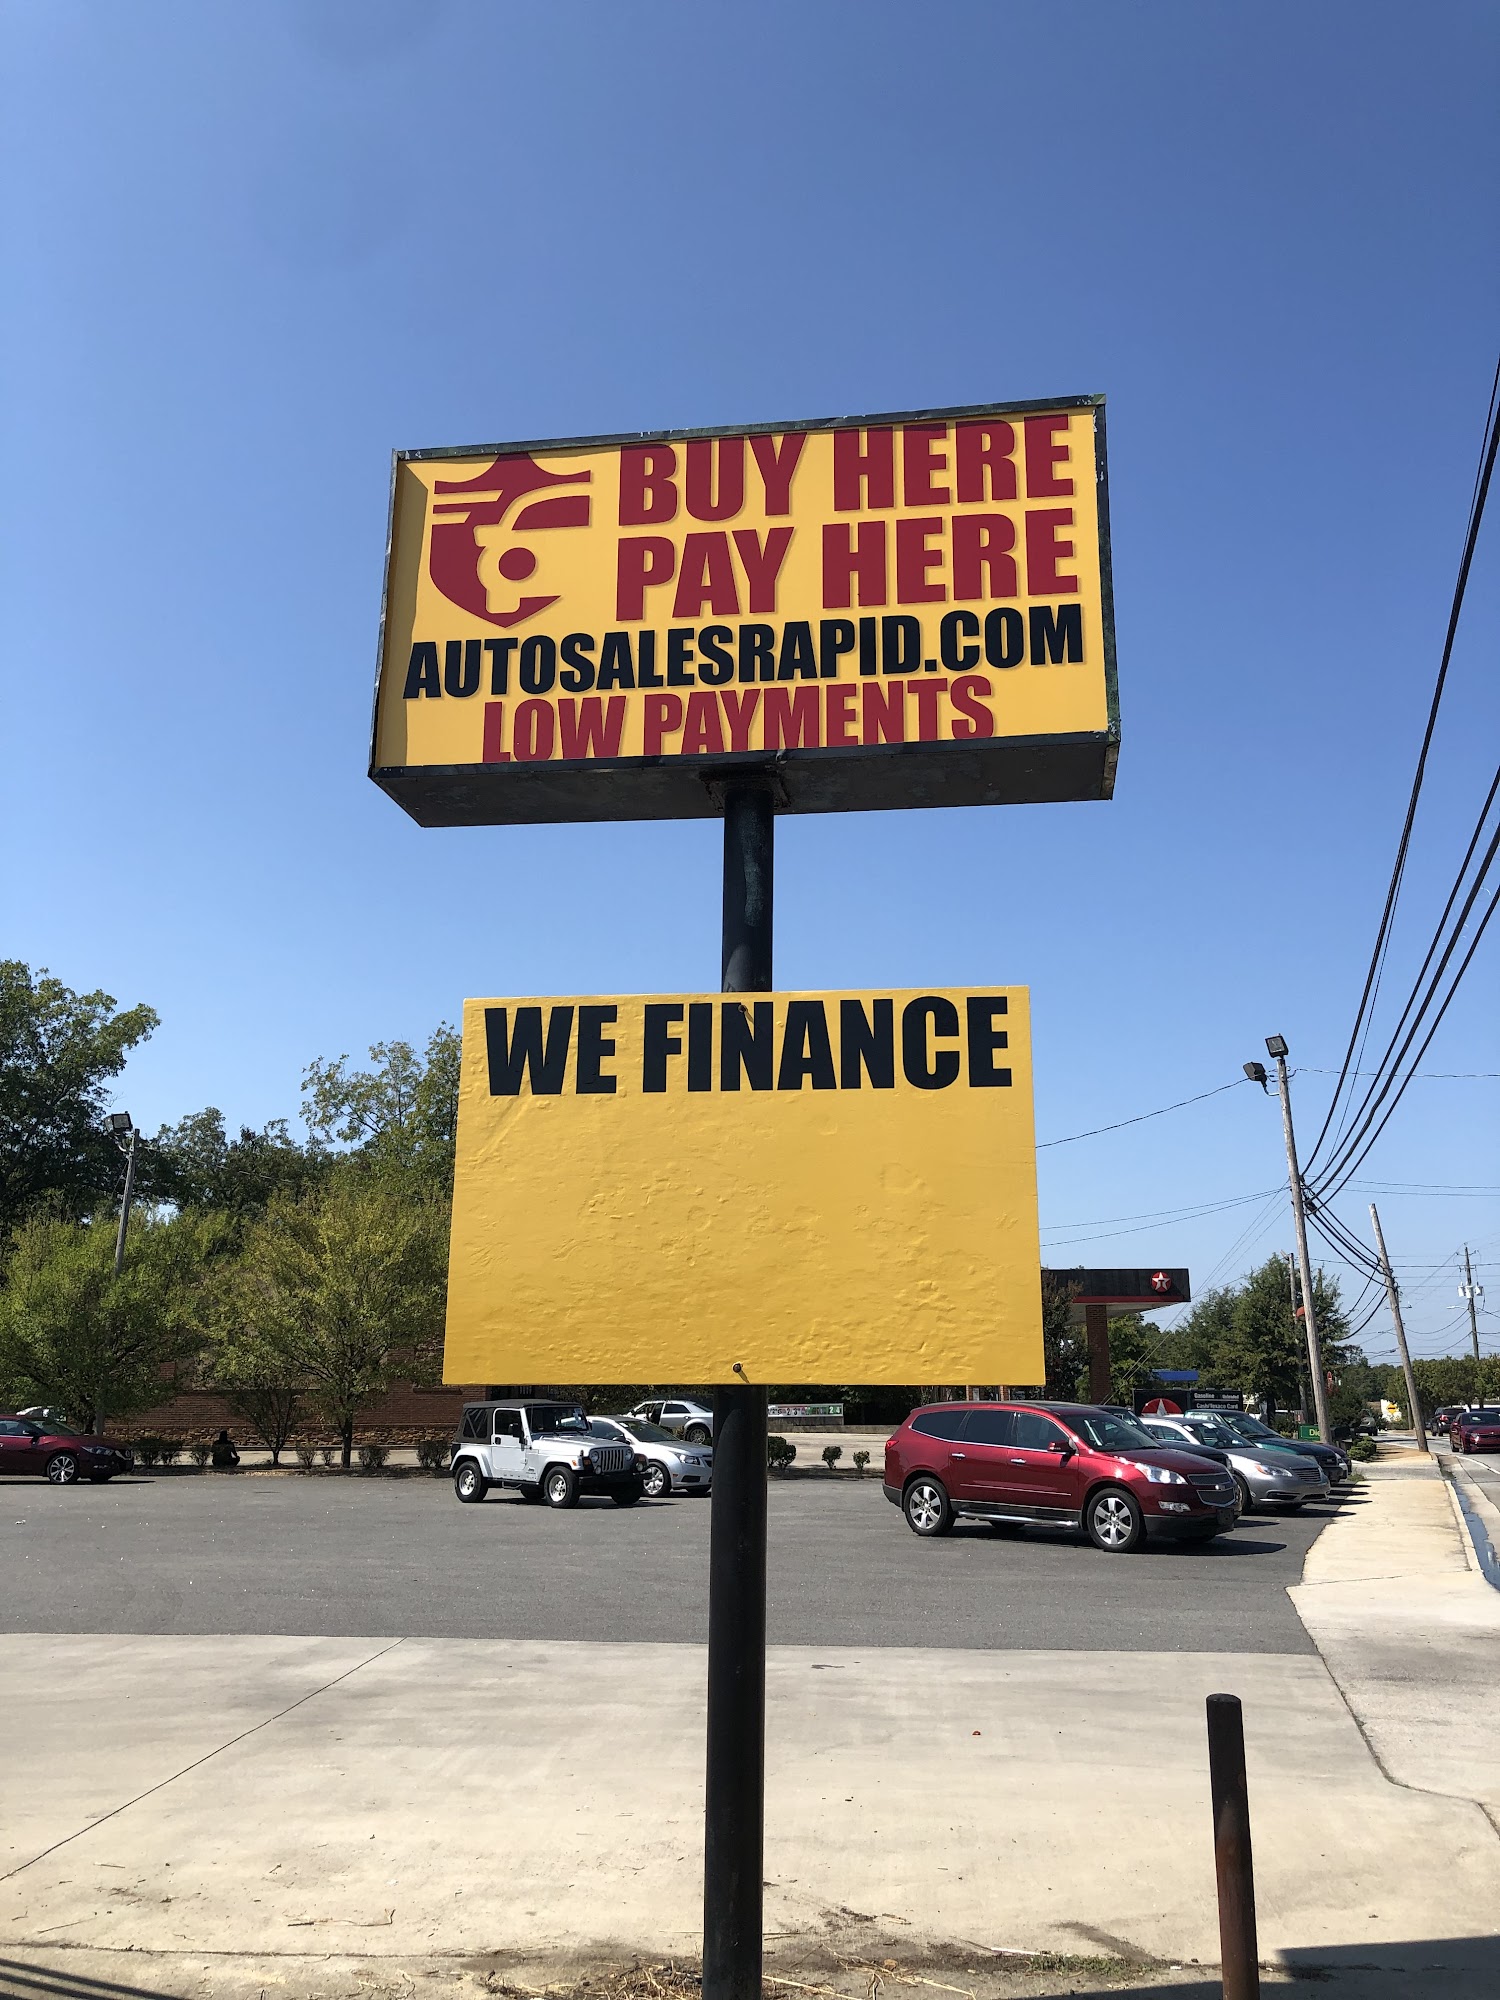 BUY HERE
PAY HERE
AUTOSALESRAPID.COM
LOW PAYMENTS
WE FINANCE